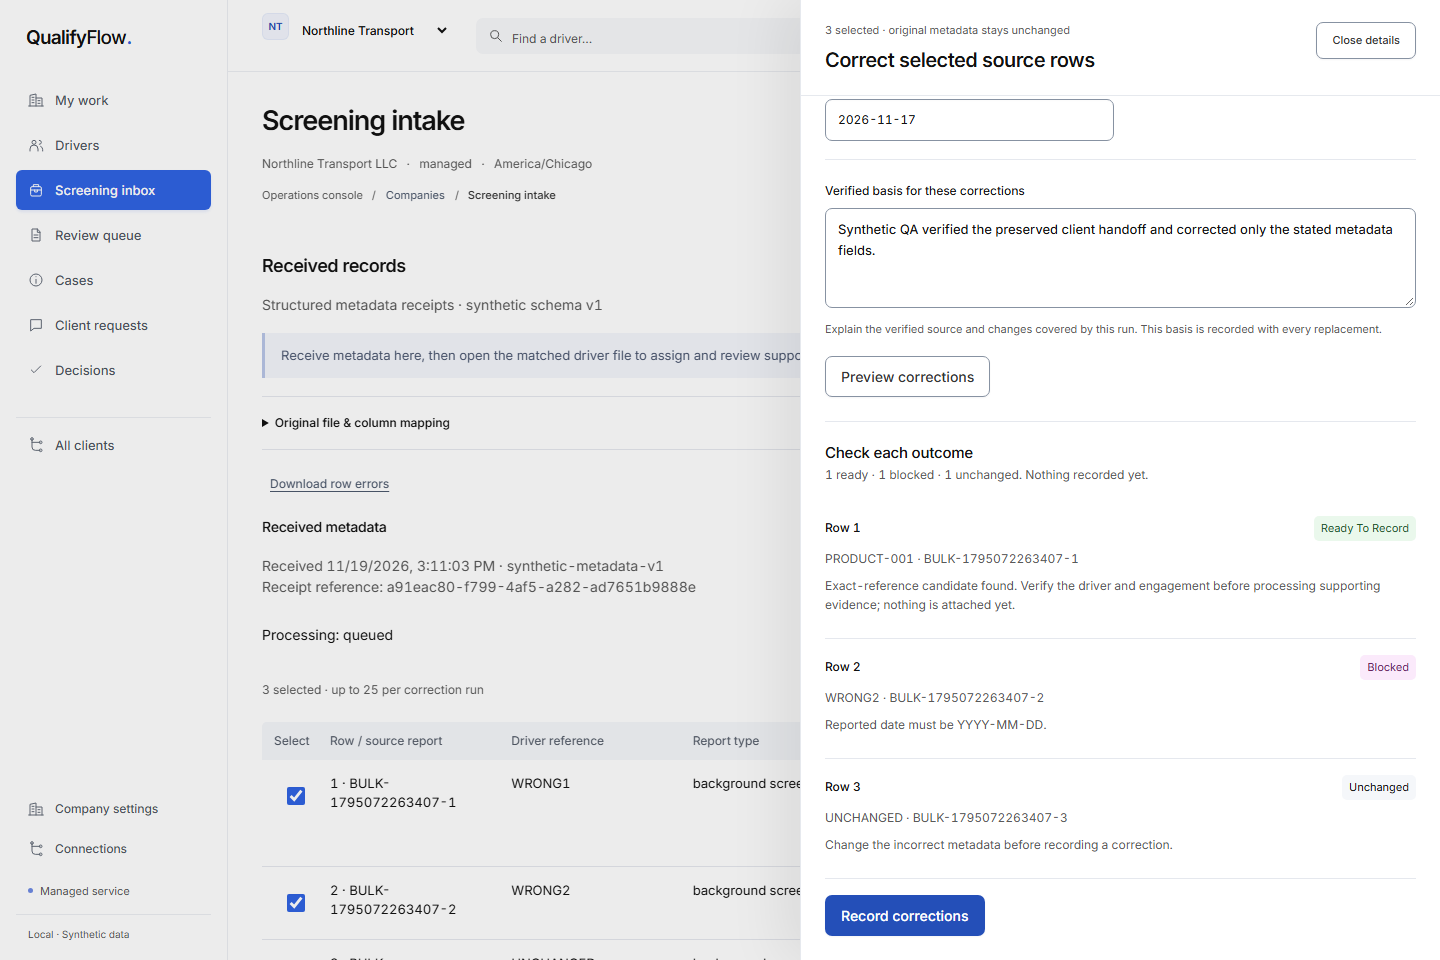 QualifyFlow.
My work
Drivers
Screening inbox
Review queue
Cases
Client requests
Decisions
All clients
Company settings
Connections
Managed service
Local · Synthetic data
NT
Northline Transport
Find a driver...
Screening intake
Northline Transport LLC · managed · America/Chicago
Operations console / Companies / Screening intake
Received records
Structured metadata receipts · synthetic schema v1
Receive metadata here, then open the matched driver file to assign and review
Original file & column mapping
Download row errors
Received metadata
Received 11/19/2026, 3:11:03 PM · synthetic-metadata-v1
Receipt reference: a91eac80-f799-4af5-a282-ad7651b9888e
Processing: queued
3 selected · up to 25 per correction run
Select Row / source report Driver reference Report type
1 · BULK-
1795072263407-1
WRONG1
background
2 · BULK-
1795072263407-2
WRONG2
background
3 selected · original metadata stays unchanged
Correct selected source rows
Close details
2026-11-17
Verified basis for these corrections
Synthetic QA verified the preserved client handoff and corrected only the stated metadata
fields.
Explain the verified source and changes covered by this run. This basis is recorded with every replacement.
Preview corrections
Check each outcome
1 ready · 1 blocked · 1 unchanged. Nothing recorded yet.
Row 1
Ready To Record
PRODUCT-001 · BULK-1795072263407-1
Exact-reference candidate found. Verify the driver and engagement before processing supporting
evidence; nothing is attached yet.
Row 2
Blocked
WRONG2 · BULK-1795072263407-2
Reported date must be YYYY-MM-DD.
Row 3
Unchanged
UNCHANGED · BULK-1795072263407-3
Change the incorrect metadata before recording a correction.
Record corrections